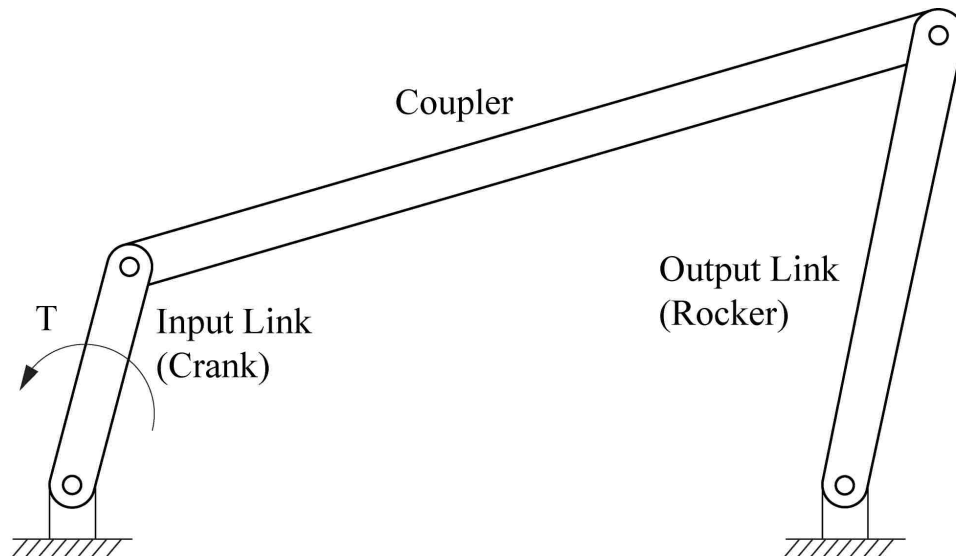 Coupler
Output Link
(Rocker)
T
Input Link
(Crank)